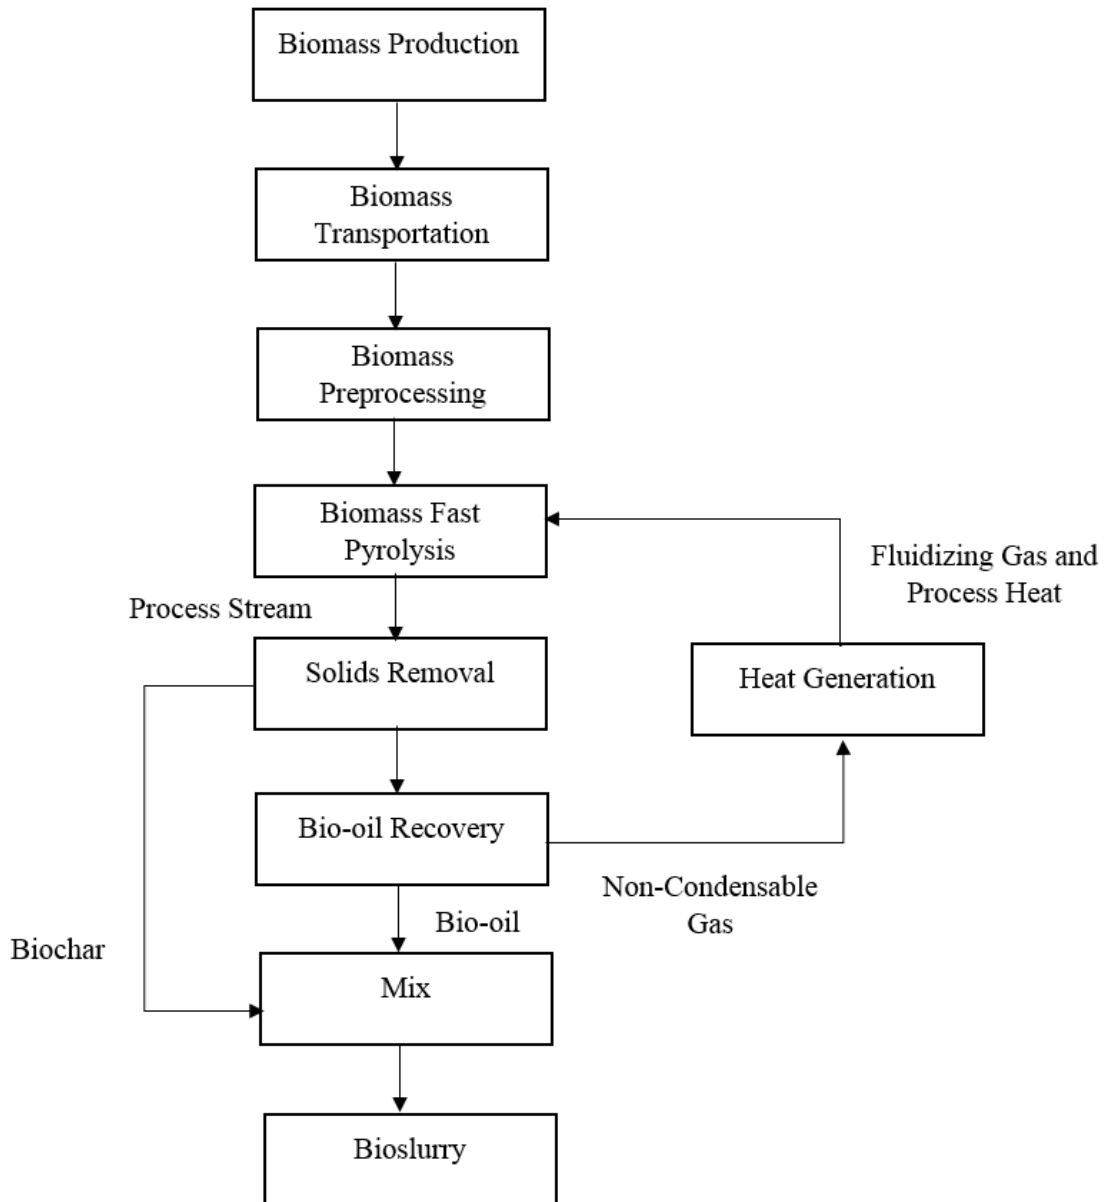 Biomass Production
Biomass
Transportation
Biomass
Preprocessing
Biomass Fast
Pyrolysis
Fluidizing Gas and
Process Heat
Process Stream
Solids Removal
Heat Generation
Bio-oil Recovery
Non-Condensable
Gas
Bio-oil
Biochar
Mix
Bioslurry